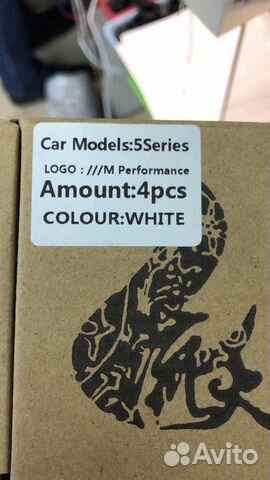 Car Models:5Series
LOGO : ///M Performance
Amount:4pcs
COLOUR:WHITE
Avito